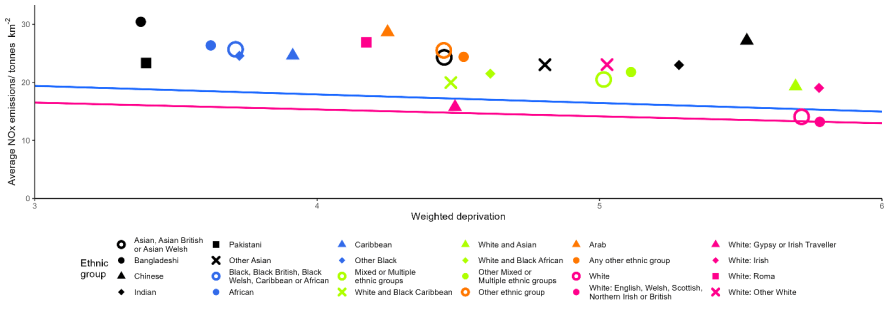 Average NOx emissions/ tonnes km-2
30
20
10
0
3
4
5
6
Weighted deprivation
Ethnic
group
Asian, Asian British
or Asian Welsh
Bangladeshi
Chinese
Indian
Pakistani
Other Asian
Black, Black British, Black
Welsh, Caribbean or African
African
Caribbean
Other Black
Mixed or Multiple
ethnic groups
White and Black Caribbean
White and Asian
White and Black African
Other Mixed or
Multiple ethnic groups
Other ethnic group
Arab
Any other ethnic group
White
White: English, Welsh, Scottish,
Northern Irish or British
White: Gypsy or Irish Traveller
White: Irish
White: Roma
White: Other White